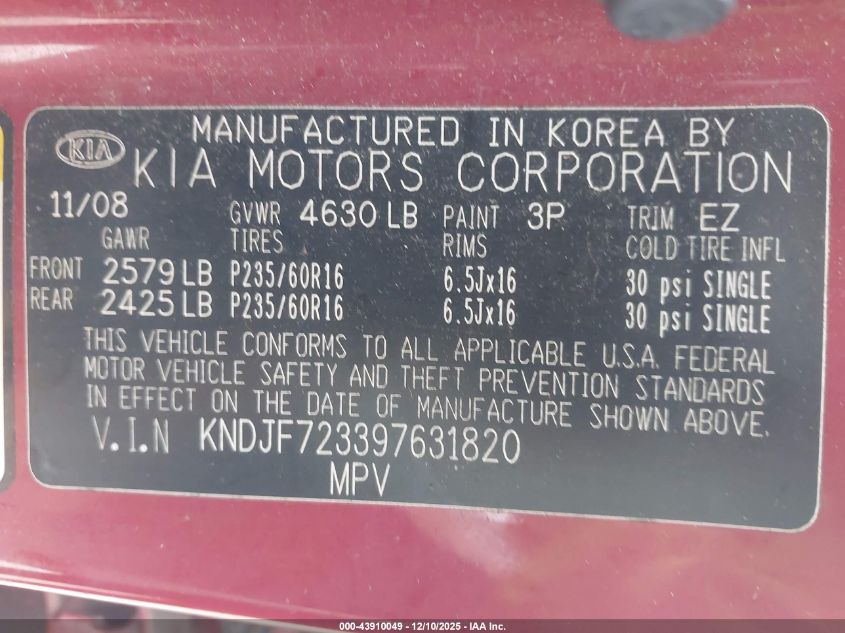 MANUFACTURED IN KOREA BY
KIA KIA MOTORS CORPORATION
11/08 GVWR 4630 LB PAINT 3P TRIM EZ
GAWR TIRES RIMS COLD TIRE INFL
FRONT 2579 LB P235/60R16 6.5Jx16 30 psi SINGLE
REAR 2425 LB P235/60R16 6.5Jx16 30 psi SINGLE
THIS VEHICLE CONFORMS TO ALL APPLICABLE U.S.A. FEDERAL
MOTOR VEHICLE SAFETY AND THEFT PREVENTION STANDARDS
IN EFFECT ON THE DATE OF MANUFACTURE SHOWN ABOVE.
V.I.N KNDJF723397631820
MPV
000-43910049 - 12/10/2025 - IAA Inc.